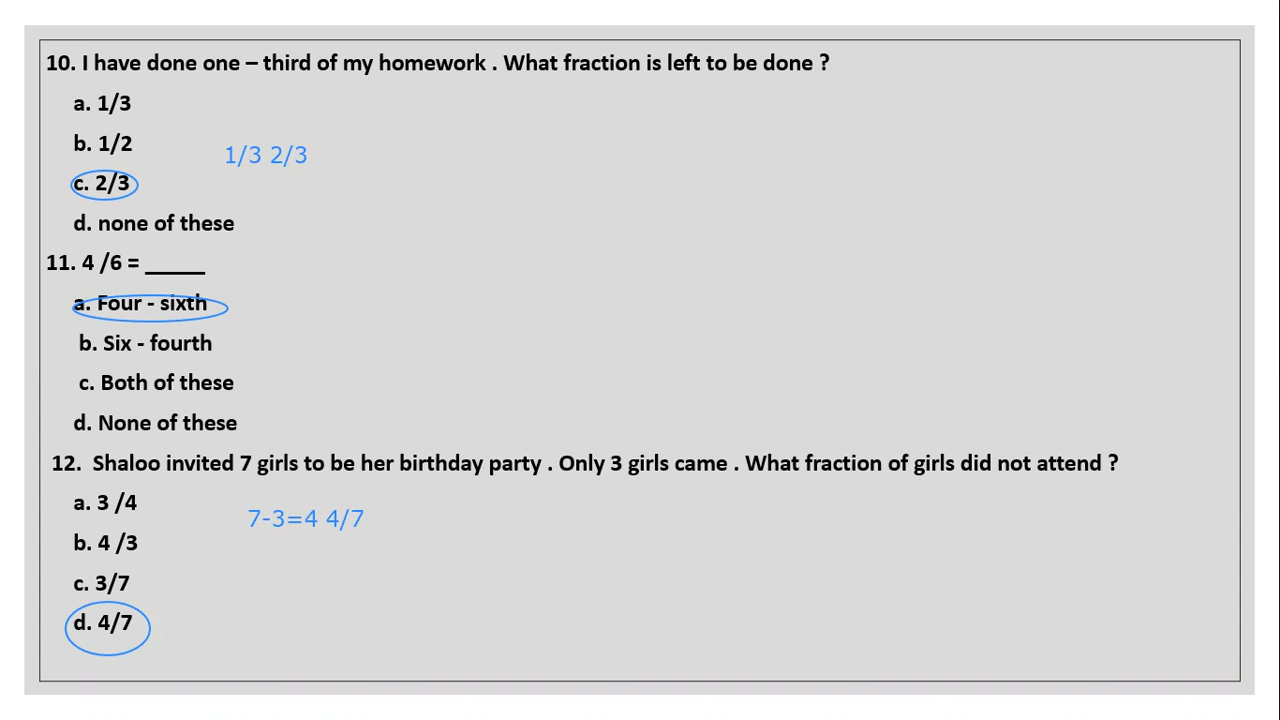 10. I have done one – third of my homework . What fraction is left to be done ?
a. 1/3
b. 1/2
1/3 2/3
c. 2/3
d. none of these
11. 4 /6 = _____
a. Four - sixth
b. Six - fourth
c. Both of these
d. None of these
12. Shaloo invited 7 girls to be her birthday party . Only 3 girls came . What fraction of girls did not attend ?
a. 3 /4
7-3=4 4/7
b. 4 /3
c. 3/7
d. 4/7